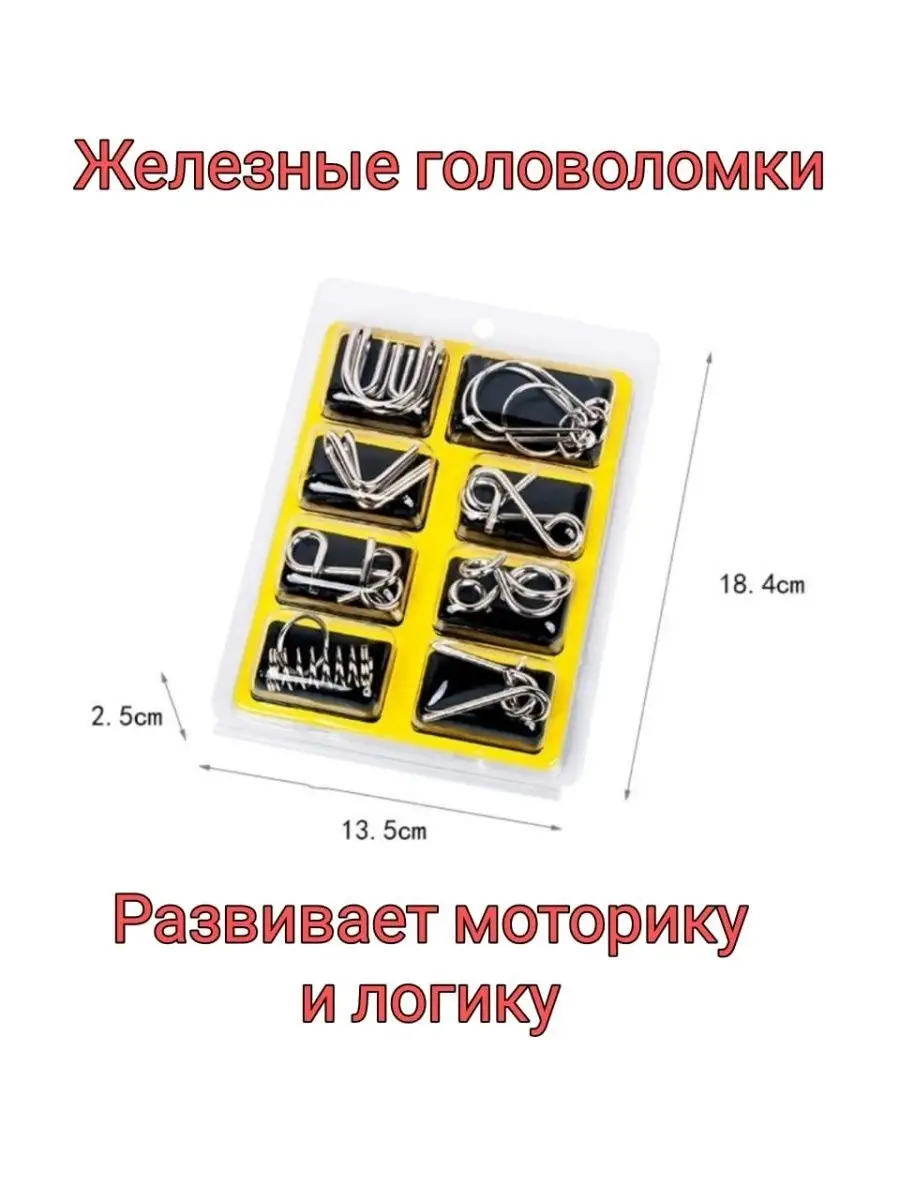 Железные головоломки
18.4cm
2.5cm
13.5cm
Развивает моторику
и логику